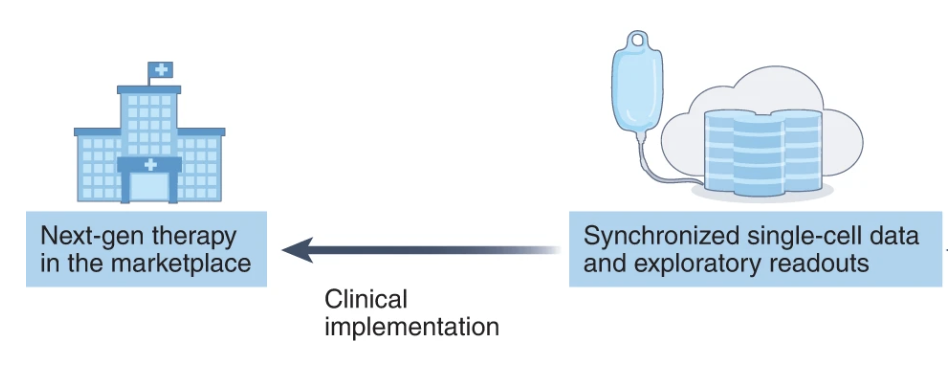 Next-gen therapy
in the marketplace
Clinical
implementation
Synchronized single-cell data
and exploratory readouts